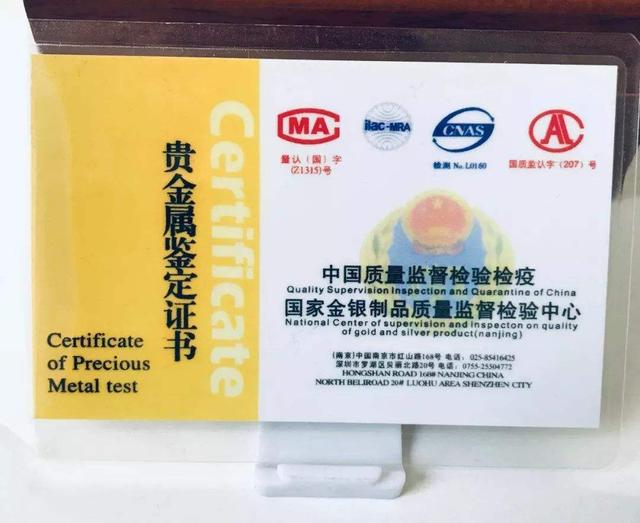 Certificate
贵金属鉴定证书
Certificate
of Precious
Metal test
MA
ilac-MRA
CNAS
AL
量认(国)字
(Z1315)号
检测 No.L0160
国质监认字(207)号
中国质量监督检验检疫
Quality Supervision Inspection and Quarantine of China
国家金银制品质量监督检验中心
National Center of supervision and inspecton on quality
of gold and silver product(nanjing)
(南京)中国南京市红山路168号 电话: 025-85416425
深圳市罗湖区贝丽北路20号 电话: 0755-25504772
HONGSHAN ROAD 168# NANJING CHINA
NORTH BELIROAD 20# LUOHU AREA SHENZHEN CITY